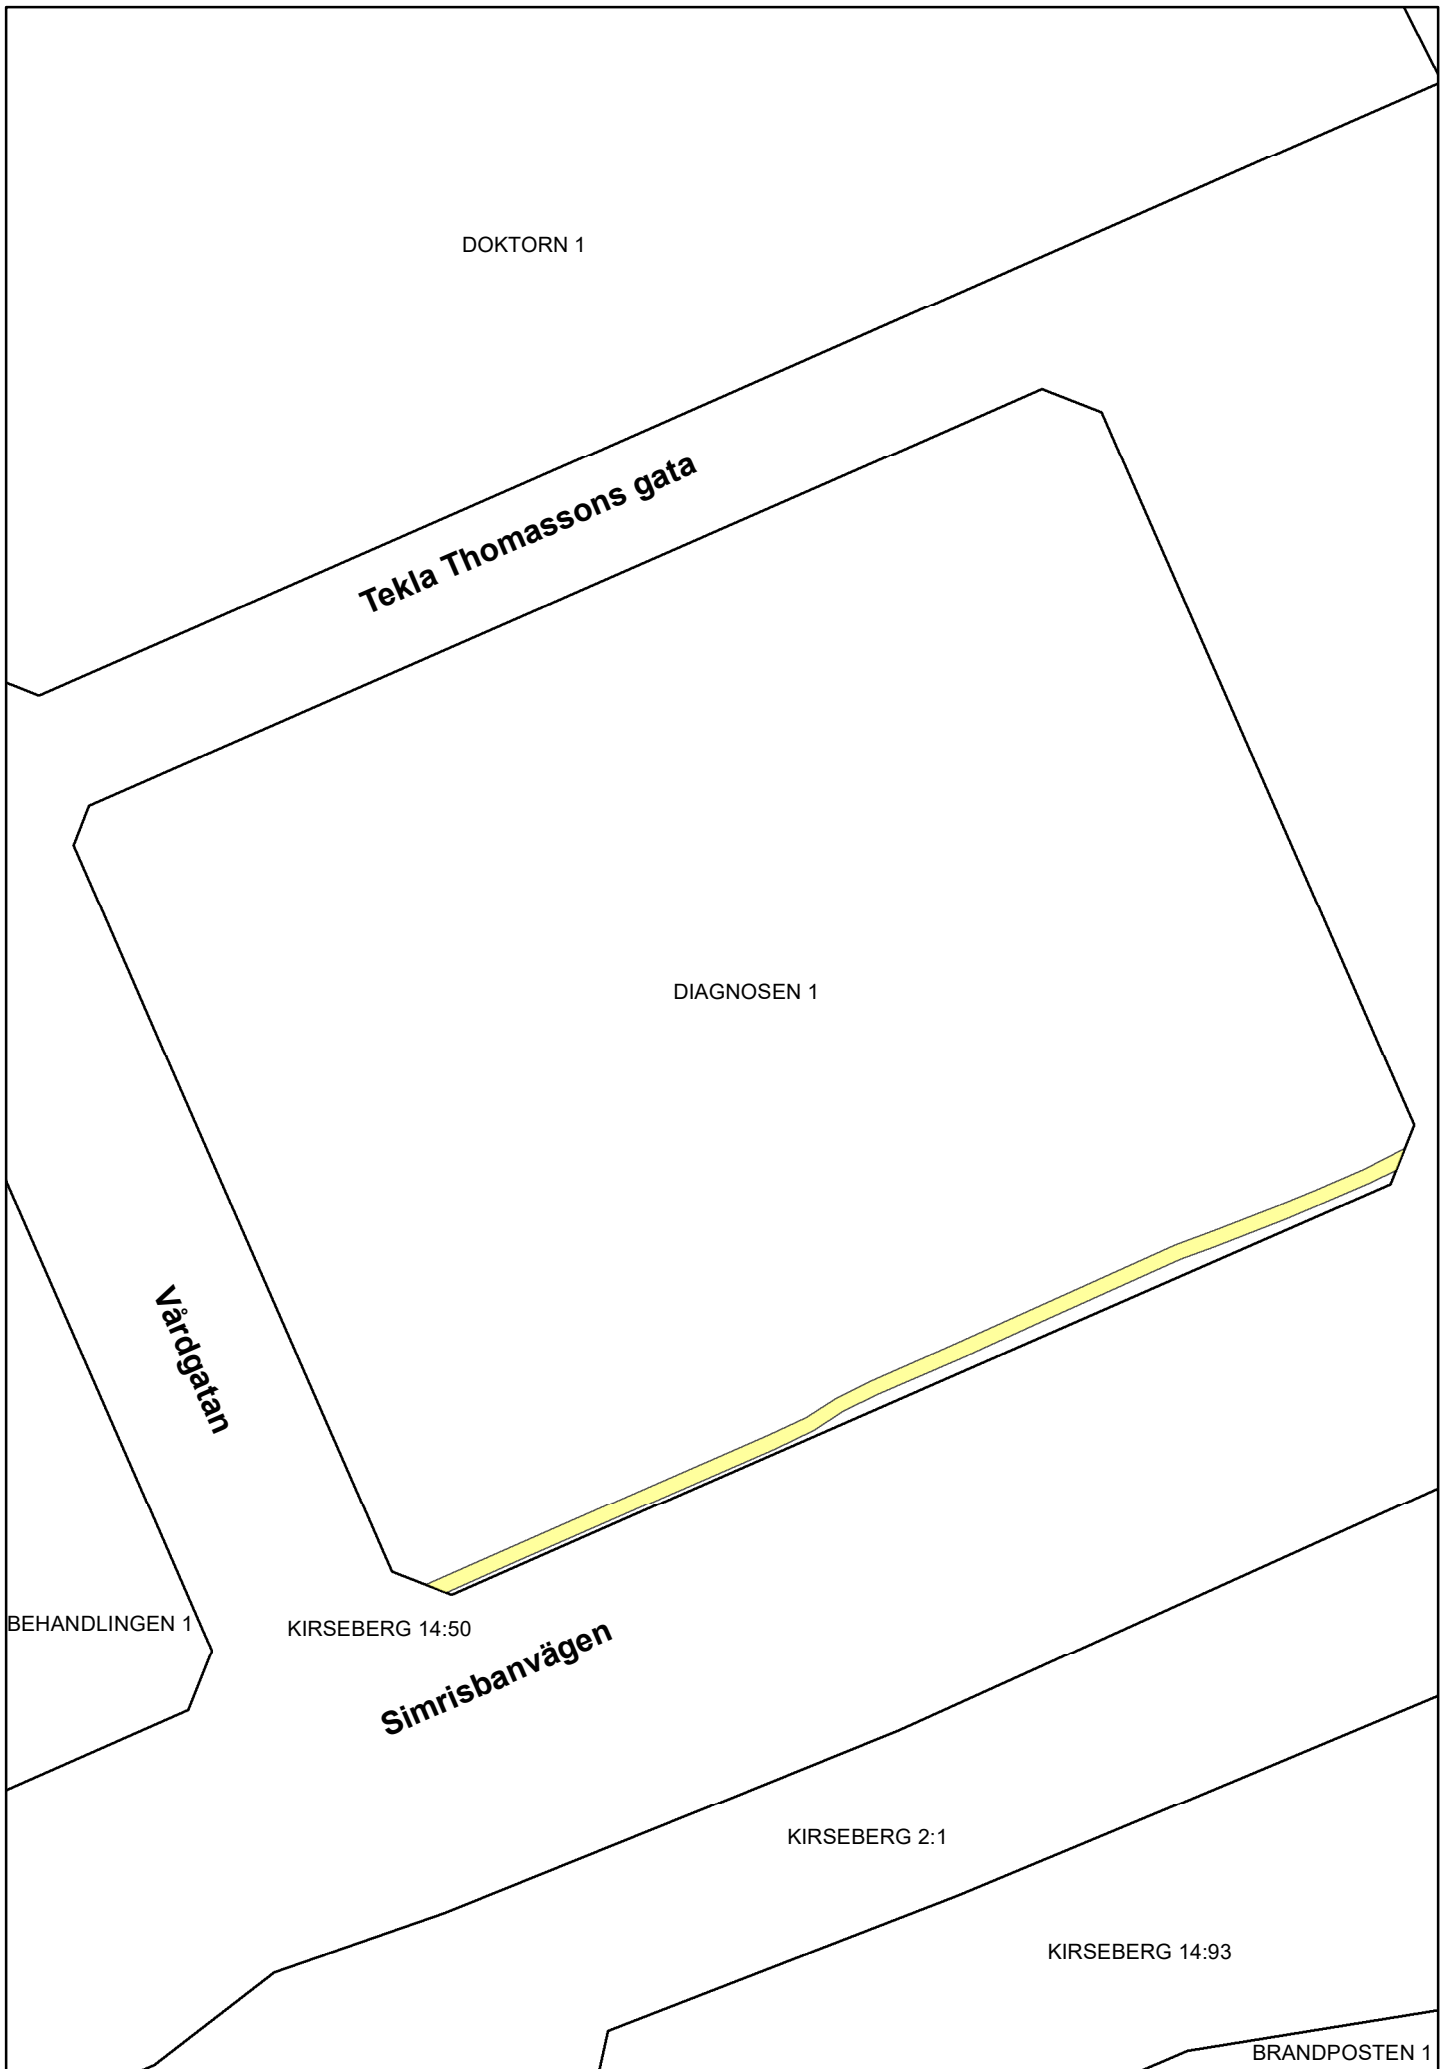 DOKTORN 1
Tekla Thomassons gata
DIAGNOSEN 1
Vårdgatan
BEHANDLINGEN 1
KIRSEBERG 14:50
Simrisbanvägen
KIRSEBERG 2:1
KIRSEBERG 14:93
BRANDPOSTEN 1